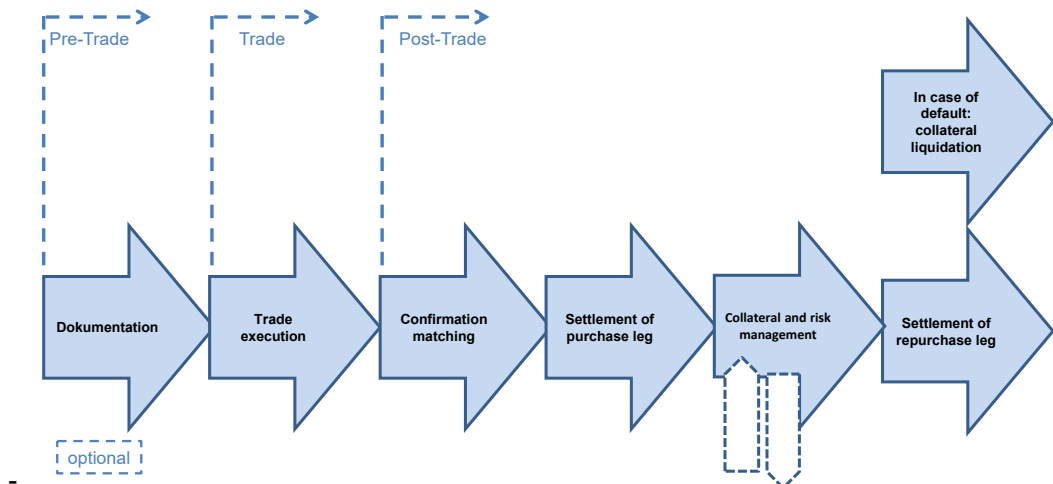 Pre-Trade
Trade
Post-Trade
In case of
default:
collateral
liquidation
Dokumentation
Trade
execution
Confirmation
matching
Settlement of
purchase leg
Collateral and risk
management
Settlement of
repurchase leg
optional
-